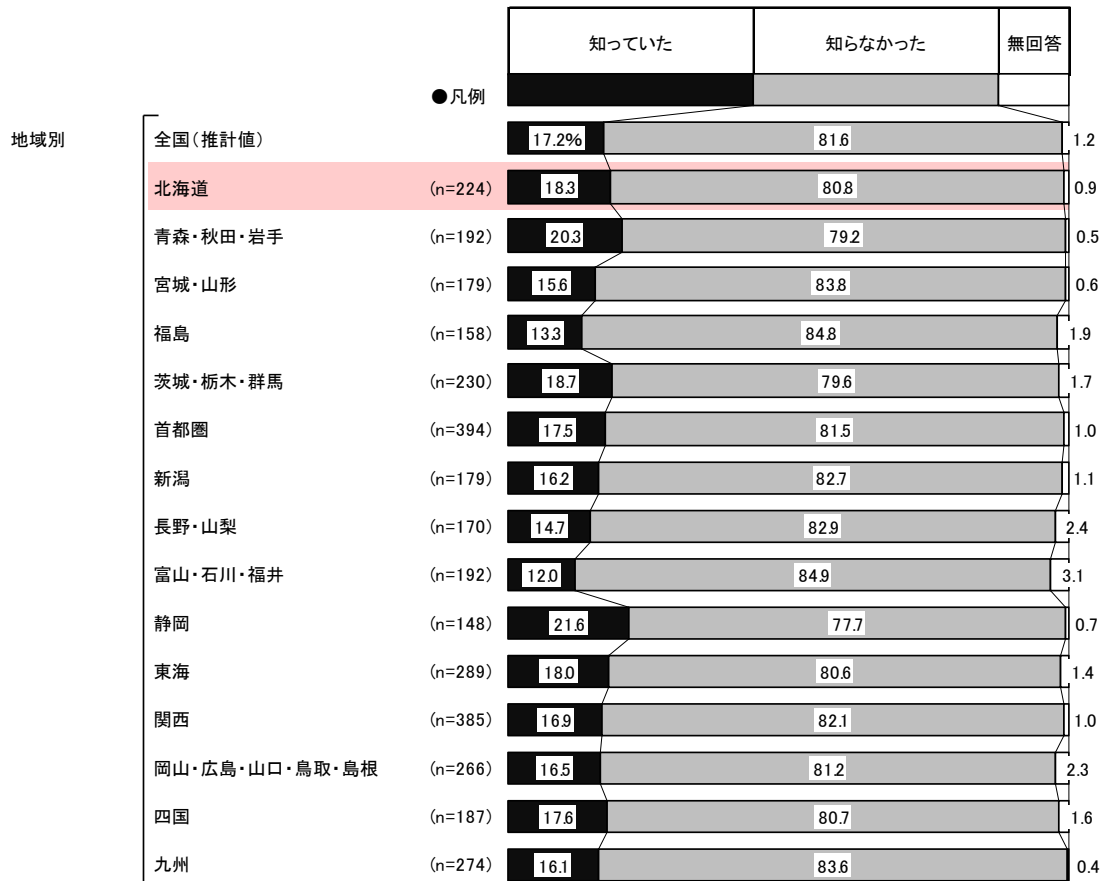 知っていた 知らなかった 無回答
●凡例
地域別 全国(推計値) 17.2% 81.6 1.2
北海道 (n=224) 18.3 80.8 0.9
青森・秋田・岩手 (n=192) 20.3 79.2 0.5
宮城・山形 (n=179) 15.6 83.8 0.6
福島 (n=158) 13.3 84.8 1.9
茨城・栃木・群馬 (n=230) 18.7 79.6 1.7
首都圏 (n=394) 17.5 81.5 1.0
新潟 (n=179) 16.2 82.7 1.1
長野・山梨 (n=170) 14.7 82.9 2.4
富山・石川・福井 (n=192) 12.0 84.9 3.1
静岡 (n=148) 21.6 77.7 0.7
東海 (n=289) 18.0 80.6 1.4
関西 (n=385) 16.9 82.1 1.0
岡山・広島・山口・鳥取・島根 (n=266) 16.5 81.2 2.3
四国 (n=187) 17.6 80.7 1.6
九州 (n=274) 16.1 83.6 0.4